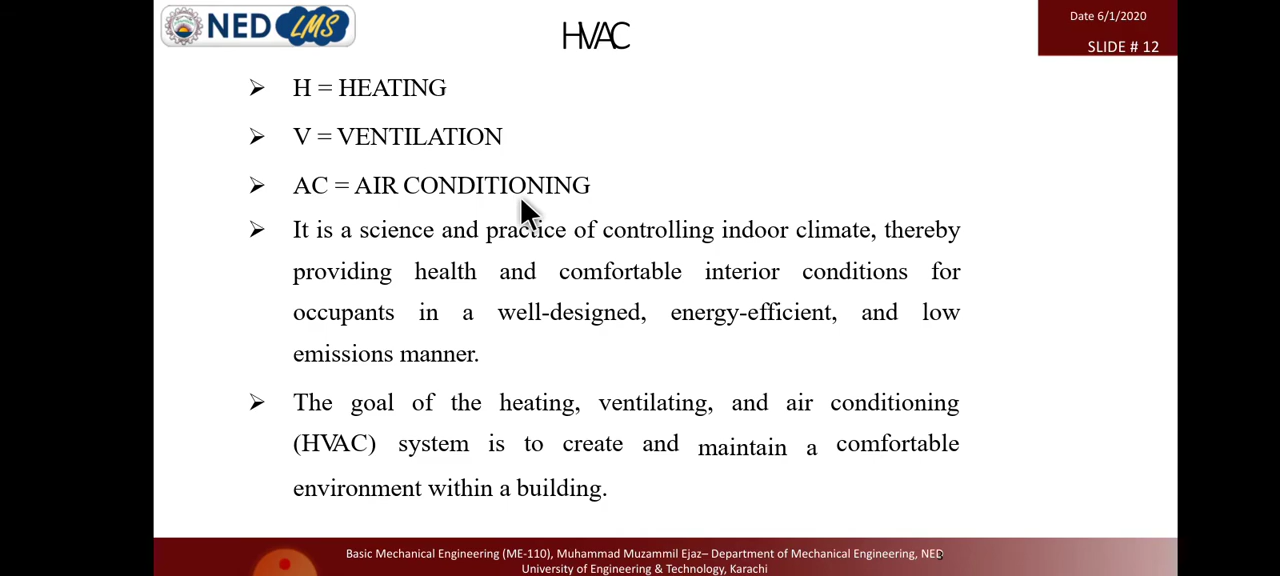 NED LMS
HVAC
Date 6/1/2020
SLIDE # 12
➢ H = HEATING
➢ V = VENTILATION
➢ AC = AIR CONDITIONING
➢ It is a science and practice of controlling indoor climate, thereby
providing health and comfortable interior conditions for
occupants in a well-designed, energy-efficient, and low
emissions manner.
➢ The goal of the heating, ventilating, and air conditioning
(HVAC) system is to create and maintain a comfortable
environment within a building.
Basic Mechanical Engineering (ME-110), Muhammad Muzammil Ejaz– Department of Mechanical Engineering, NED
University of Engineering & Technology, Karachi